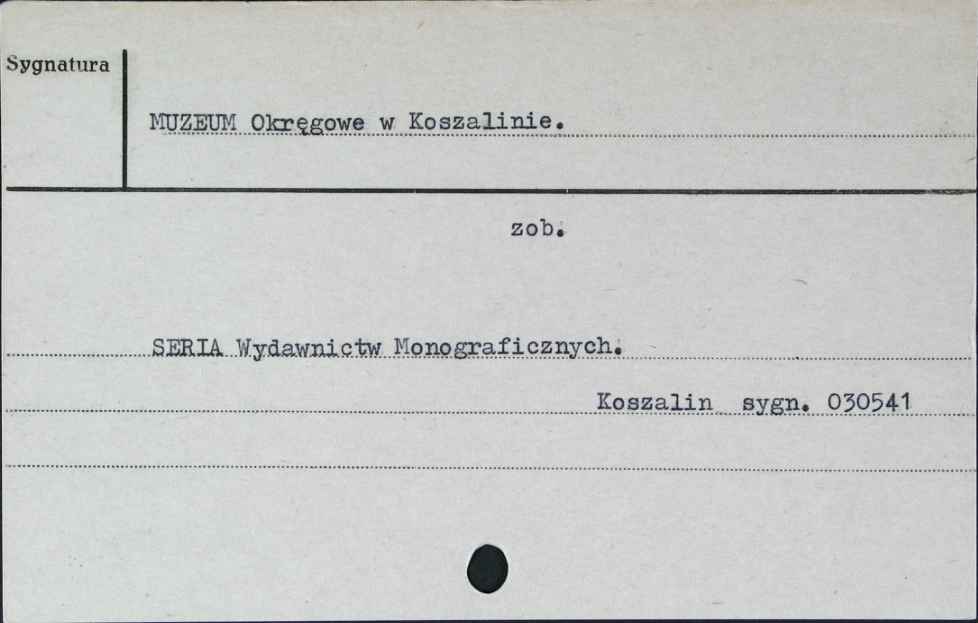 Sygnatura
MUZEUM Okręgowe w Koszalinie.
zob.
SERIA Wydawnictw Monograficznych.
Koszalin sygn. 030541